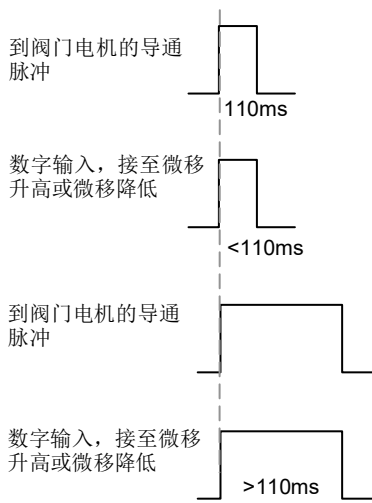 到阀门电机的导通
脉冲
110ms
数字输入，接至微移
升高或微移降低
<110ms
到阀门电机的导通
脉冲
数字输入，接至微移
升高或微移降低
>110ms